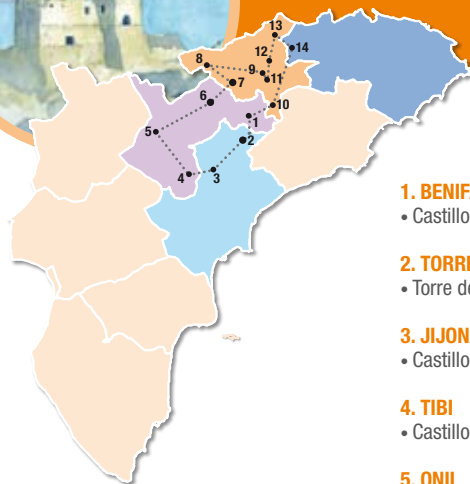 13
14
12
8
9
11
7
6
10
1
5
2
4
3
1. BENIF
• Castillo
2. TORRE
• Torre de
3. JIJON
• Castillo
4. TIBI
• Castillo
5. ONIL